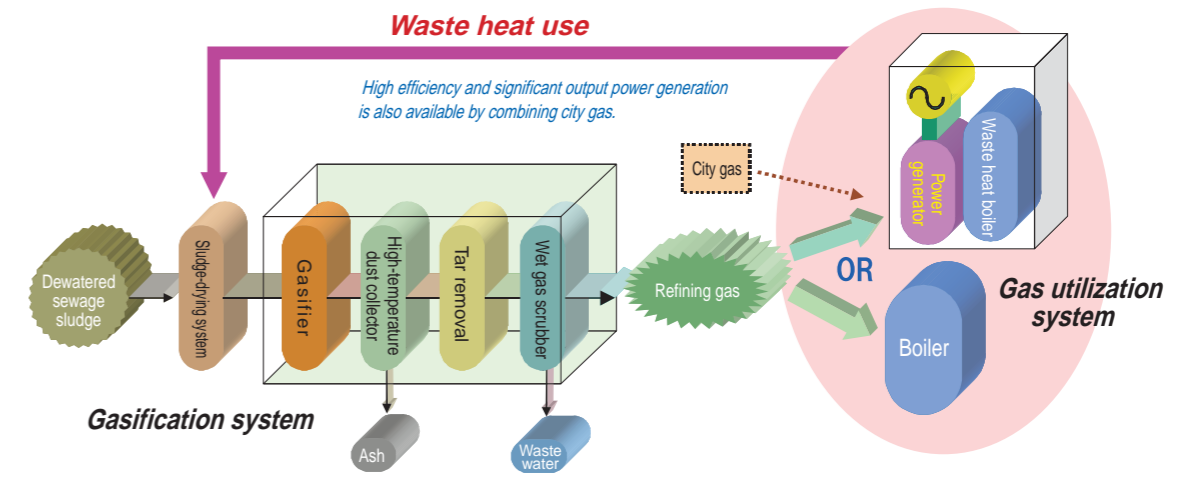 Waste heat use
High efficiency and significant output power generation
is also available by combining city gas.
City gas
Power
generator
Waste heat boiler
Dewatered
sewage
sludge
Sludge-dying system
Gasifier
High-temperature
dust collector
Tar removal
Wet gas scrubber
Refining gas
OR
Boiler
Gas utilization
system
Gasification system
Ash
Waste
water